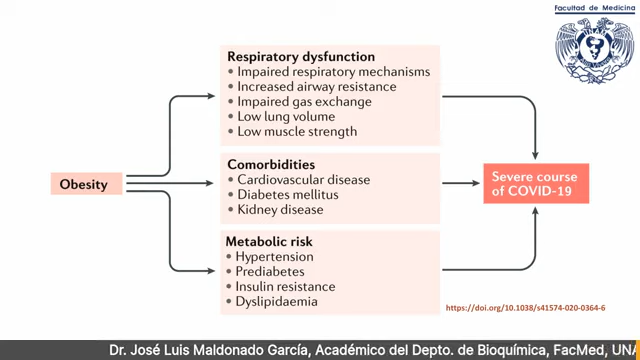 Facultad de Medicina
Respiratory dysfunction
• Impaired respiratory mechanisms
• Increased airway resistance
• Impaired gas exchange
• Low lung volume
• Low muscle strength
Obesity
Comorbidities
• Cardiovascular disease
• Diabetes mellitus
• Kidney disease
Severe course
of COVID-19
Metabolic risk
• Hypertension
• Prediabetes
• Insulin resistance
• Dyslipidaemia
https://doi.org/10.1038/s41574-020-0364-6
Dr. José Luis Maldonado García, Académico del Depto. de Bioquímica, FacMed, UNA